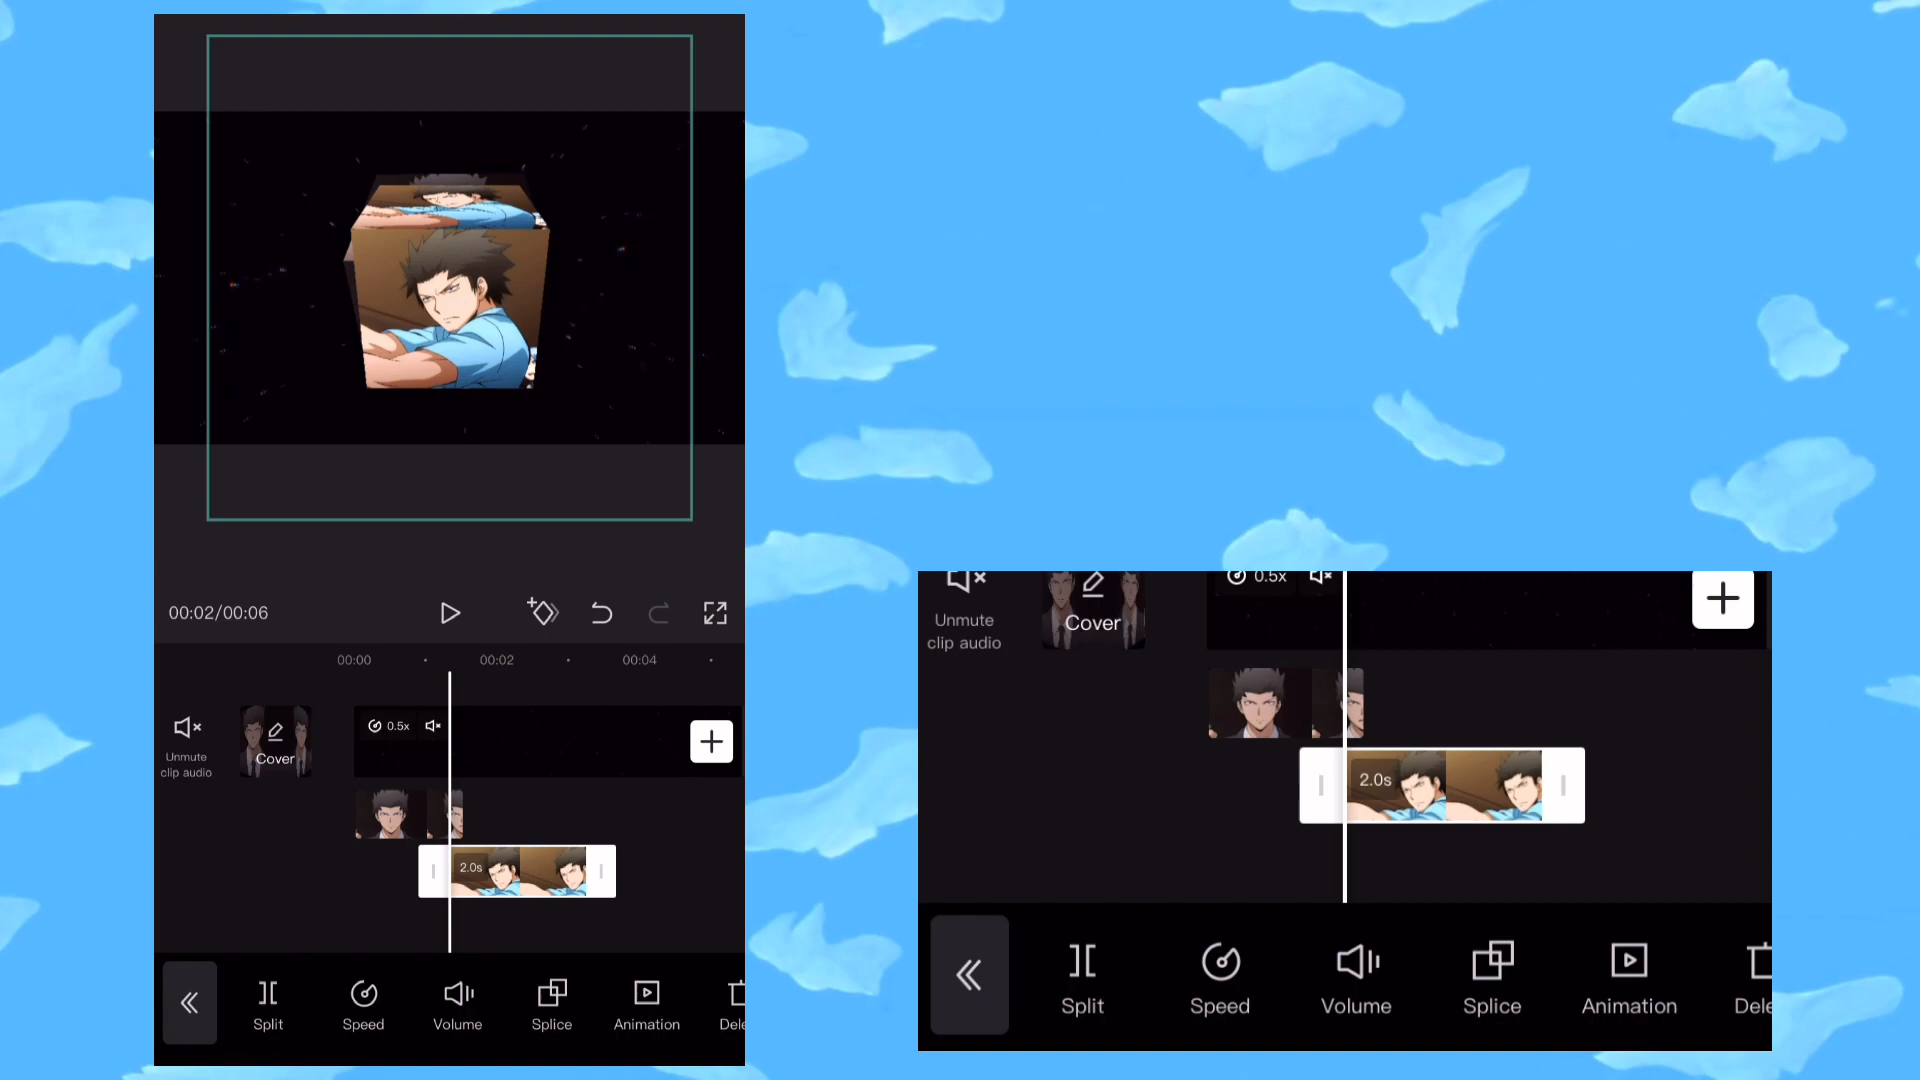 00:02/00:06
00:00
00:02
00:04
Unmute
clip audio
Cover
0.5x
2.0s
Split
Speed
Volume
Splice
Animation
Dele
0.5x
Unmute
clip audio
Cover
2.0s
Split
Speed
Volume
Splice
Animation
Dele